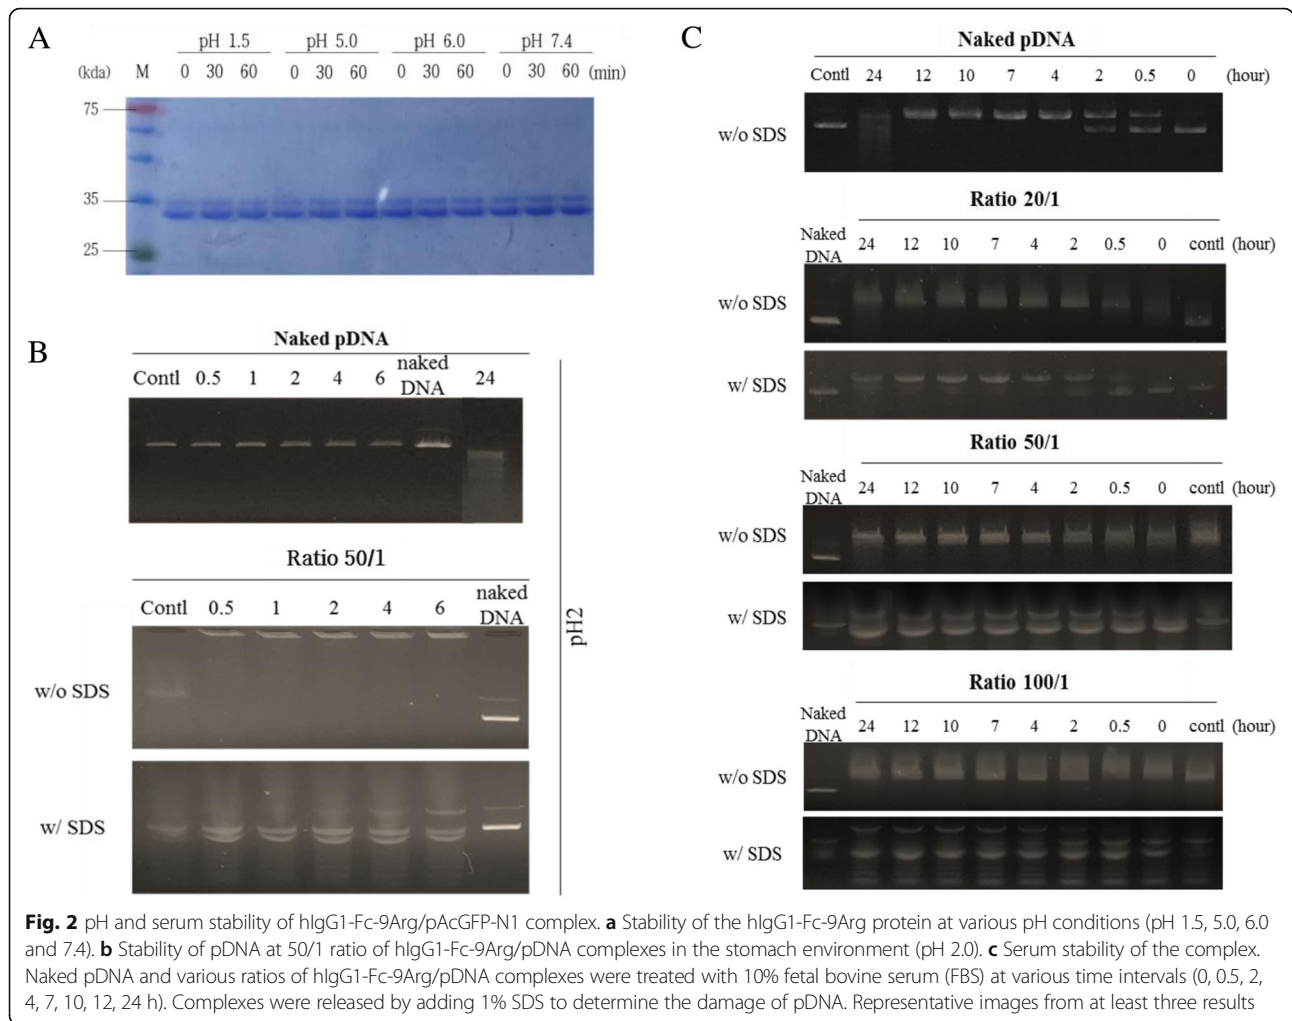 A
pH 1.5 pH 5.0 pH 6.0 pH 7.4
(kda) M 0 30 60 0 30 60 0 30 60 0 30 60 (min)
75
35
25
B
Naked pDNA
Contl 0.5 1 2 4 6 naked DNA 24
Ratio 50/1
Contl 0.5 1 2 4 6 naked DNA
w/o SDS
w/ SDS
pH2
C
Naked pDNA
Contl 24 12 10 7 4 2 0.5 0 (hour)
w/o SDS
Ratio 20/1
Naked DNA 24 12 10 7 4 2 0.5 0 contl (hour)
w/o SDS
w/ SDS
Ratio 50/1
Naked DNA 24 12 10 7 4 2 0.5 0 contl (hour)
w/o SDS
w/ SDS
Ratio 100/1
Naked DNA 24 12 10 7 4 2 0.5 0 contl (hour)
w/o SDS
w/ SDS
Fig. 2 pH and serum stability of hIgG1-Fc-9Arg/pAcGFP-N1 complex. a Stability of the hIgG1-Fc-9Arg protein at various pH conditions (pH 1.5, 5.0, 6.0
and 7.4). b Stability of pDNA at 50/1 ratio of hIgG1-Fc-9Arg/pDNA complexes in the stomach environment (pH 2.0). c Serum stability of the complex.
Naked pDNA and various ratios of hIgG1-Fc-9Arg/pDNA complexes were treated with 10% fetal bovine serum (FBS) at various time intervals (0, 0.5, 2,
4, 7, 10, 12, 24 h). Complexes were released by adding 1% SDS to determine the damage of pDNA. Representative images from at least three results